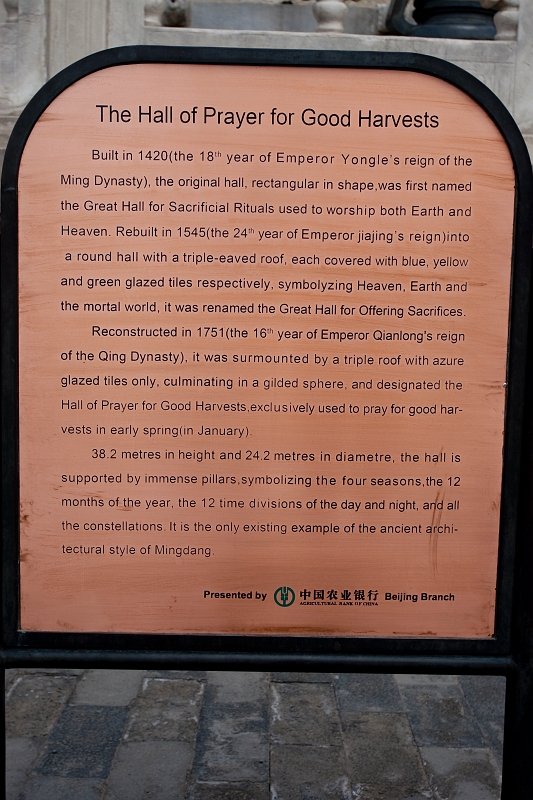 The Hall of Prayer for Good Harvests
Built in 1420(the 18th year of Emperor Yongle's reign of the
Ming Dynasty), the original hall, rectangular in shape,was first named
the Great Hall for Sacrificial Rituals used to worship both Earth and
Heaven. Rebuilt in 1545(the 24th year of Emperor jiajing's reign)into
a round hall with a triple-eaved roof, each covered with blue, yellow
and green glazed tiles respectively, symbolyzing Heaven, Earth and
the mortal world, it was renamed the Great Hall for Offering Sacrifices.
Reconstructed in 1751(the 16th year of Emperor Qianlong's reign
of the Qing Dynasty), it was surmounted by a triple roof with azure
glazed tiles only, culminating in a gilded sphere, and designated the
Hall of Prayer for Good Harvests,exclusively used to pray for good har-
vests in early spring(in January).
38.2 metres in height and 24.2 metres in diametre, the hall is
supported by immense pillars,symbolizing the four seasons,the 12
months of the year, the 12 time divisions of the day and night, and all
the constellations. It is the only existing example of the ancient archi-
tectural style of Mingdang.
Presented by 中国农业银行 Beijing Branch
AGRICULTURAL BANK OF CHINA